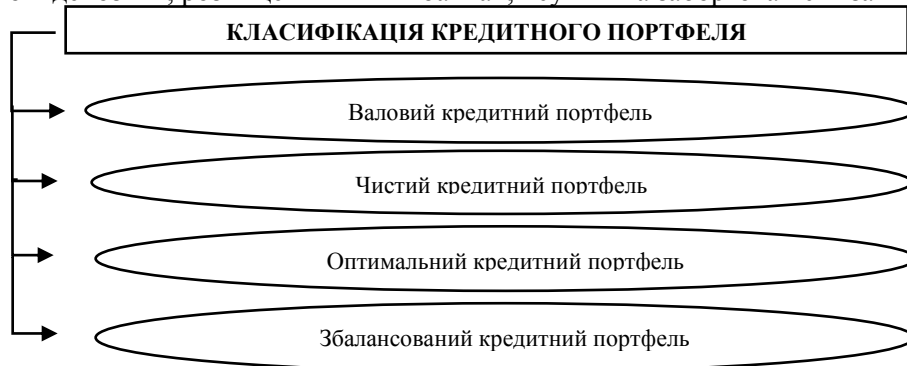 КЛАСИФІКАЦІЯ КРЕДИТНОГО ПОРТФЕЛЯ
Валовий кредитний портфель
Чистий кредитний портфель
Оптимальний кредитний портфель
Збалансований кредитний портфель